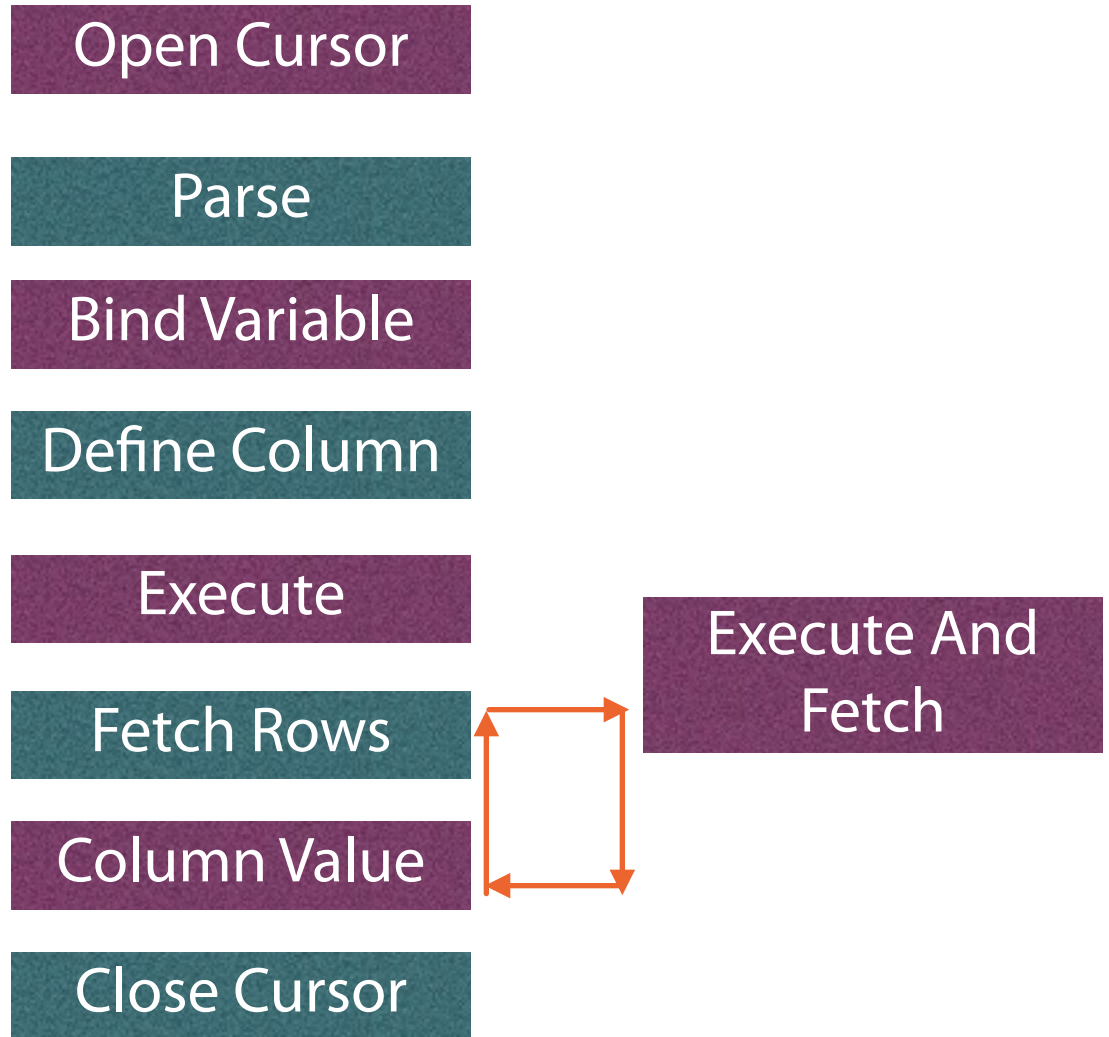 Open Cursor
Parse
Bind Variable
Define Column
Execute
Execute And
Fetch
Fetch Rows
Column Value
Close Cursor